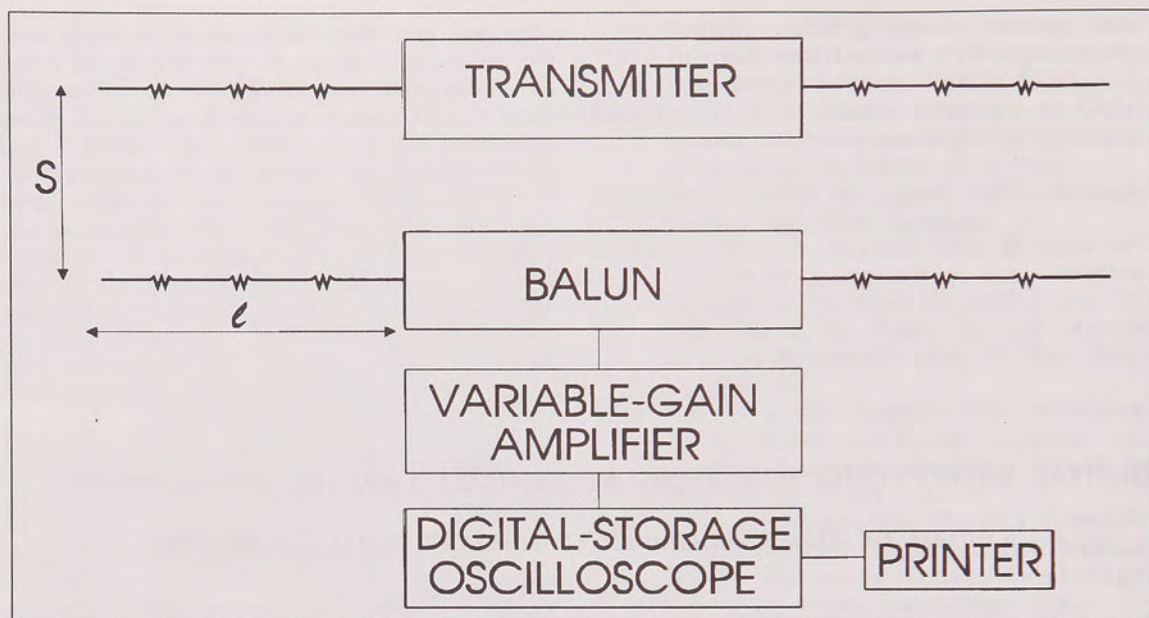 TRANSMITTER
S
BALUN
ℓ
VARIABLE-GAIN
AMPLIFIER
DIGITAL-STORAGE
OSCILLOSCOPE
PRINTER